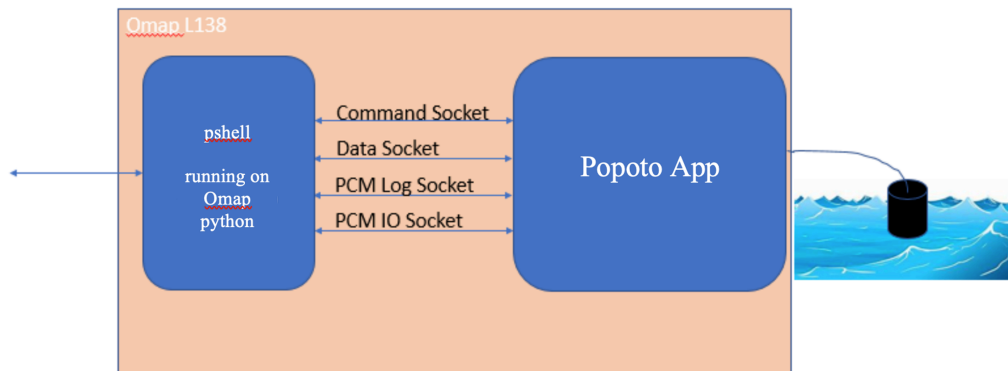 Omap L138
pshell
running on
Omap
python
Command Socket
Data Socket
PCM Log Socket
PCM IO Socket
Popoto App